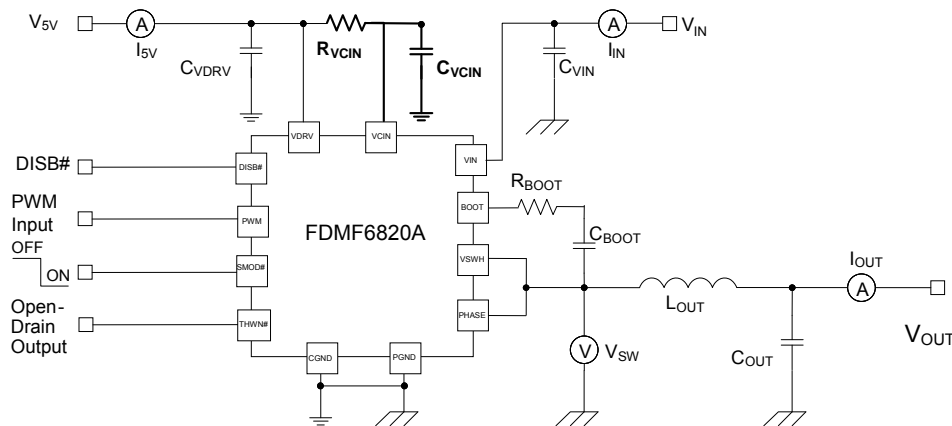 V5V
A
I5V
RVCIN
CVDRV
CVCIN
CVIN
A
IIN
VIN
VDRV
VCIN
DISB#
DISB#
VIN
PWM
Input
PWM
BOOT
RBOOT
CBOOT
FDMF6820A
OFF
ON
SMOD#
VSWH
Open-
Drain
Output
THWN#
PHASE
LOUT
IOUT
A
VOUT
CGND
PGND
V
VSW
COUT